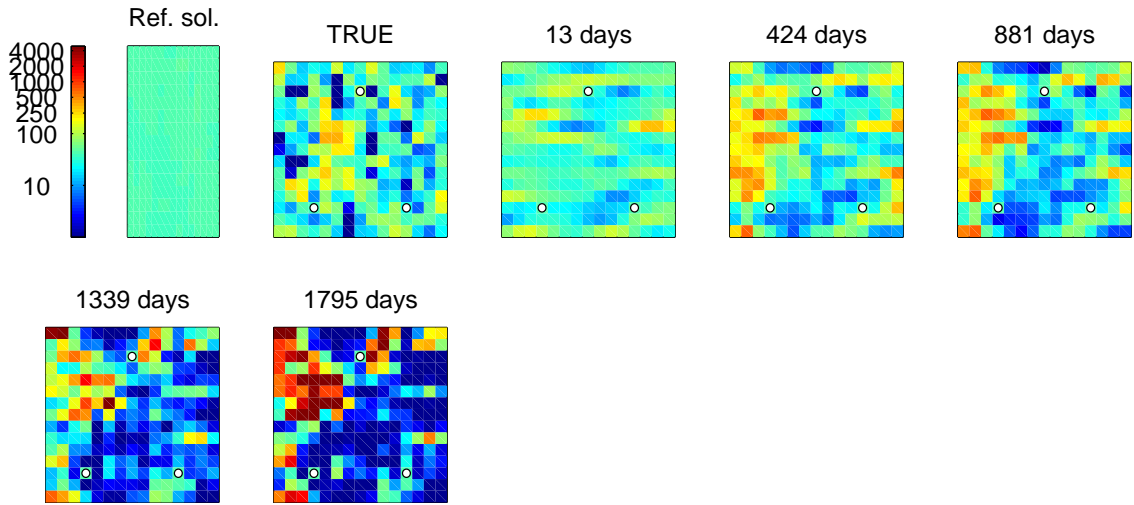 Ref. sol.
TRUE
13 days
424 days
881 days
4000
2000
1000
500
250
100
10
1339 days
1795 days